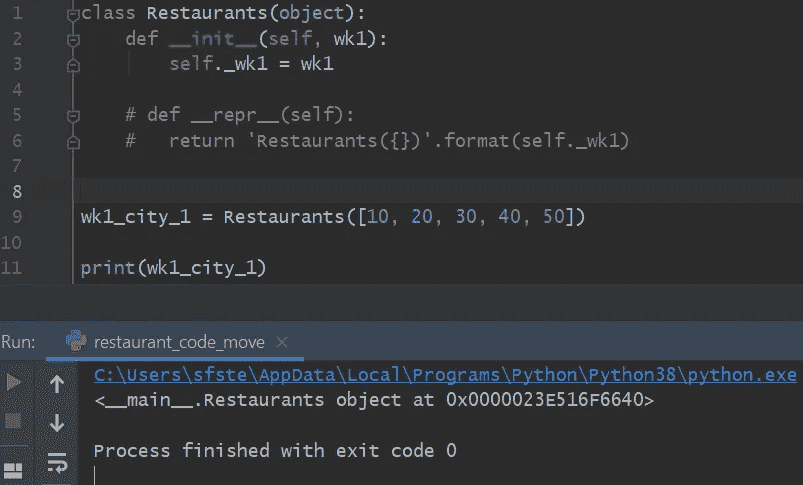 1 class Restaurants(object):
2     def __init__(self, wk1):
3         self._wk1 = wk1
4
5     # def __repr__(self):
6     #   return 'Restaurants({})'.format(self._wk1)
7
8
9 wk1_city_1 = Restaurants([10, 20, 30, 40, 50])
10
11 print(wk1_city_1)
Run: restaurant_code_move ×
C:\Users\sfste\AppData\Local\Programs\Python\Python38\python.exe
<__main__.Restaurants object at 0x0000023E516F6640>
Process finished with exit code 0